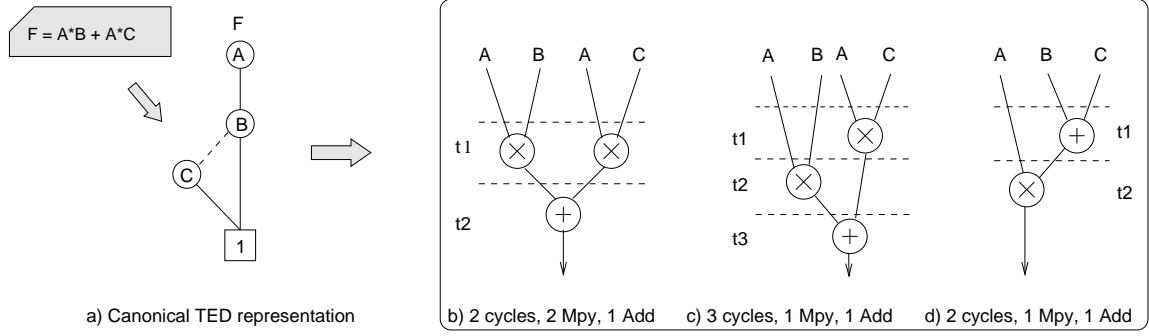 F = A*B + A*C
F
A
B
C
1
a) Canonical TED representation
A B A C
t1
×
×
t2
+
b) 2 cycles, 2 Mpy, 1 Add
A B A C
t1
×
t2
×
t3
+
c) 3 cycles, 1 Mpy, 1 Add
A B C
+
t1
×
t2
d) 2 cycles, 1 Mpy, 1 Add